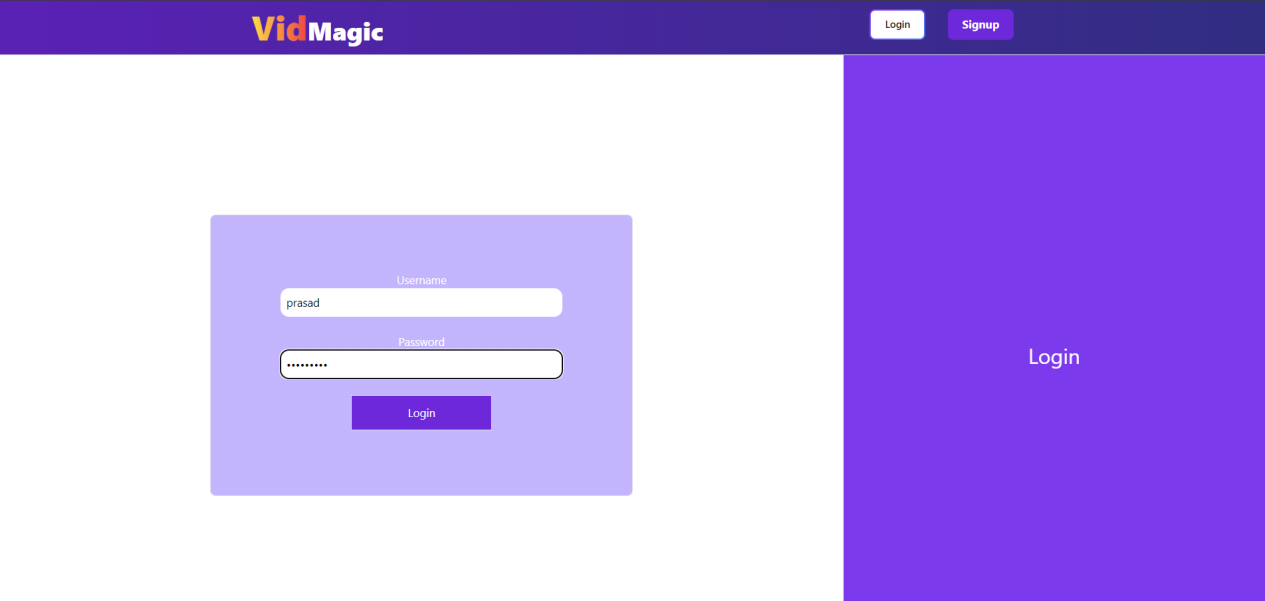 VidMagic
Login
Signup
Username
prasad
Password
•••••••••
Login
Login